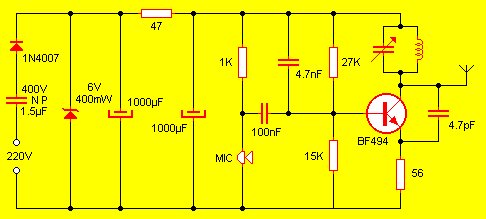 47
1N4007
400V
N P
1.5µF
220V
6V
400mW
1000µF
1000µF
1K
4.7nF
27K
100nF
MIC
15K
BF494
4.7pF
56